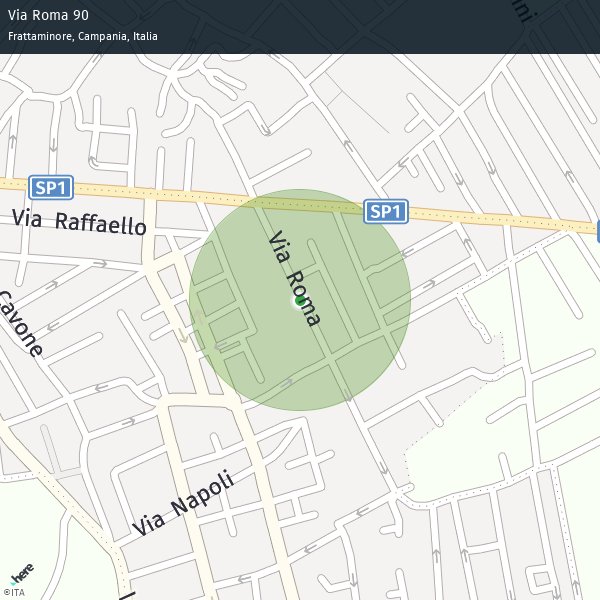 Via Roma 90
Frattaminore, Campania, Italia
SP1
SP1
Via Raffaello
Via Roma
Cavone
Via Napoli
here
©ITA